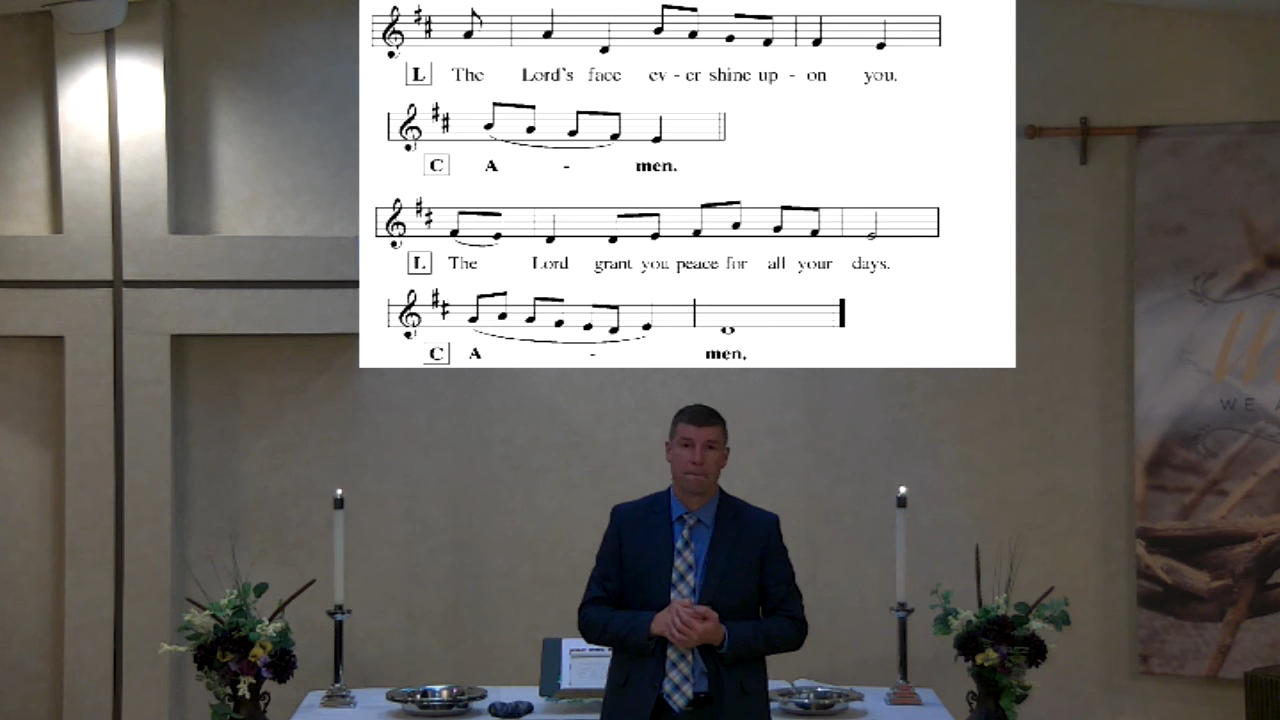 L The Lord's face ev - er shine up - on you.
C A - men.
L The Lord grant you peace for all your days.
C A - men.
WE A